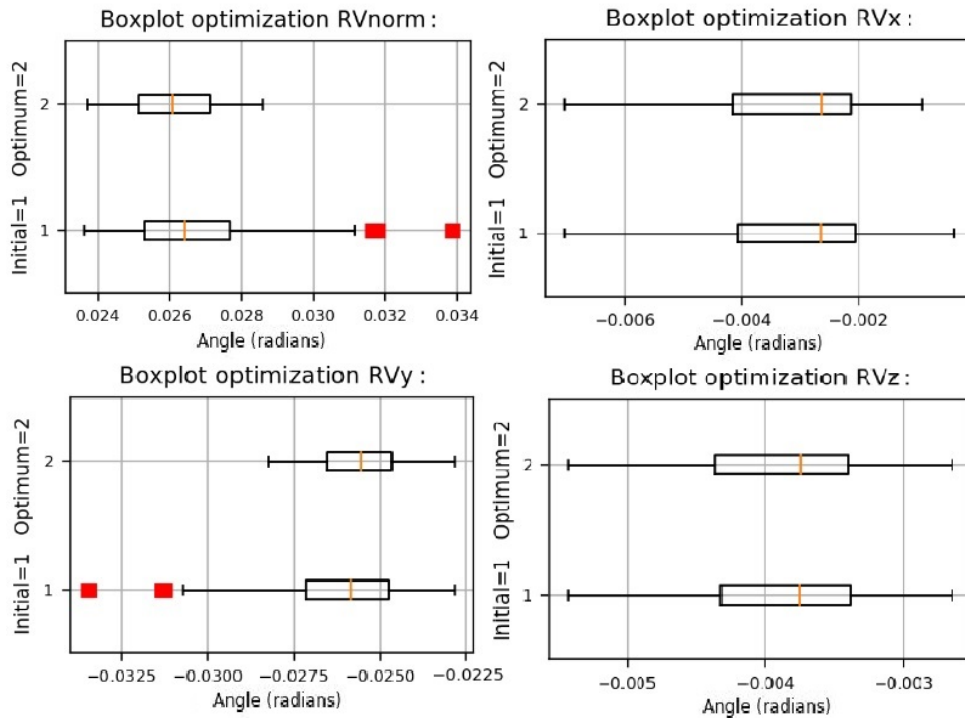 Boxplot optimization RVnorm:
Initial=1 Optimum=2
2
1
0.024 0.026 0.028 0.030 0.032 0.034
Angle (radians)
Boxplot optimization RVx:
Initial=1 Optimum=2
2
1
−0.006 −0.004 −0.002
Angle (radians)
Boxplot optimization RVy:
Initial=1 Optimum=2
2
1
−0.0325 −0.0300 −0.0275 −0.0250 −0.0225
Angle (radians)
Boxplot optimization RVz:
Initial=1 Optimum=2
2
1
−0.005 −0.004 −0.003
Angle (radians)